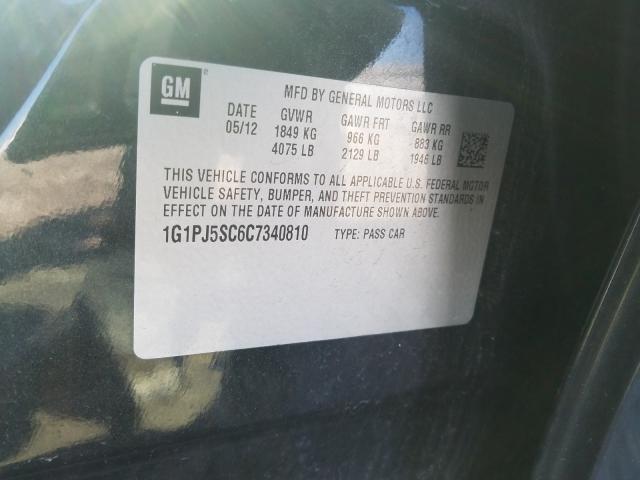 GM
MFD BY GENERAL MOTORS LLC
DATE GVWR GAWR FRT GAWR RR
05/12 1849 KG 966 KG 883 KG
4075 LB 2129 LB 1946 LB
THIS VEHICLE CONFORMS TO ALL APPLICABLE U.S. FEDERAL MOTOR
VEHICLE SAFETY, BUMPER, AND THEFT PREVENTION STANDARDS IN
EFFECT ON THE DATE OF MANUFACTURE SHOWN ABOVE.
1G1PJ5SC6C7340810 TYPE: PASS CAR